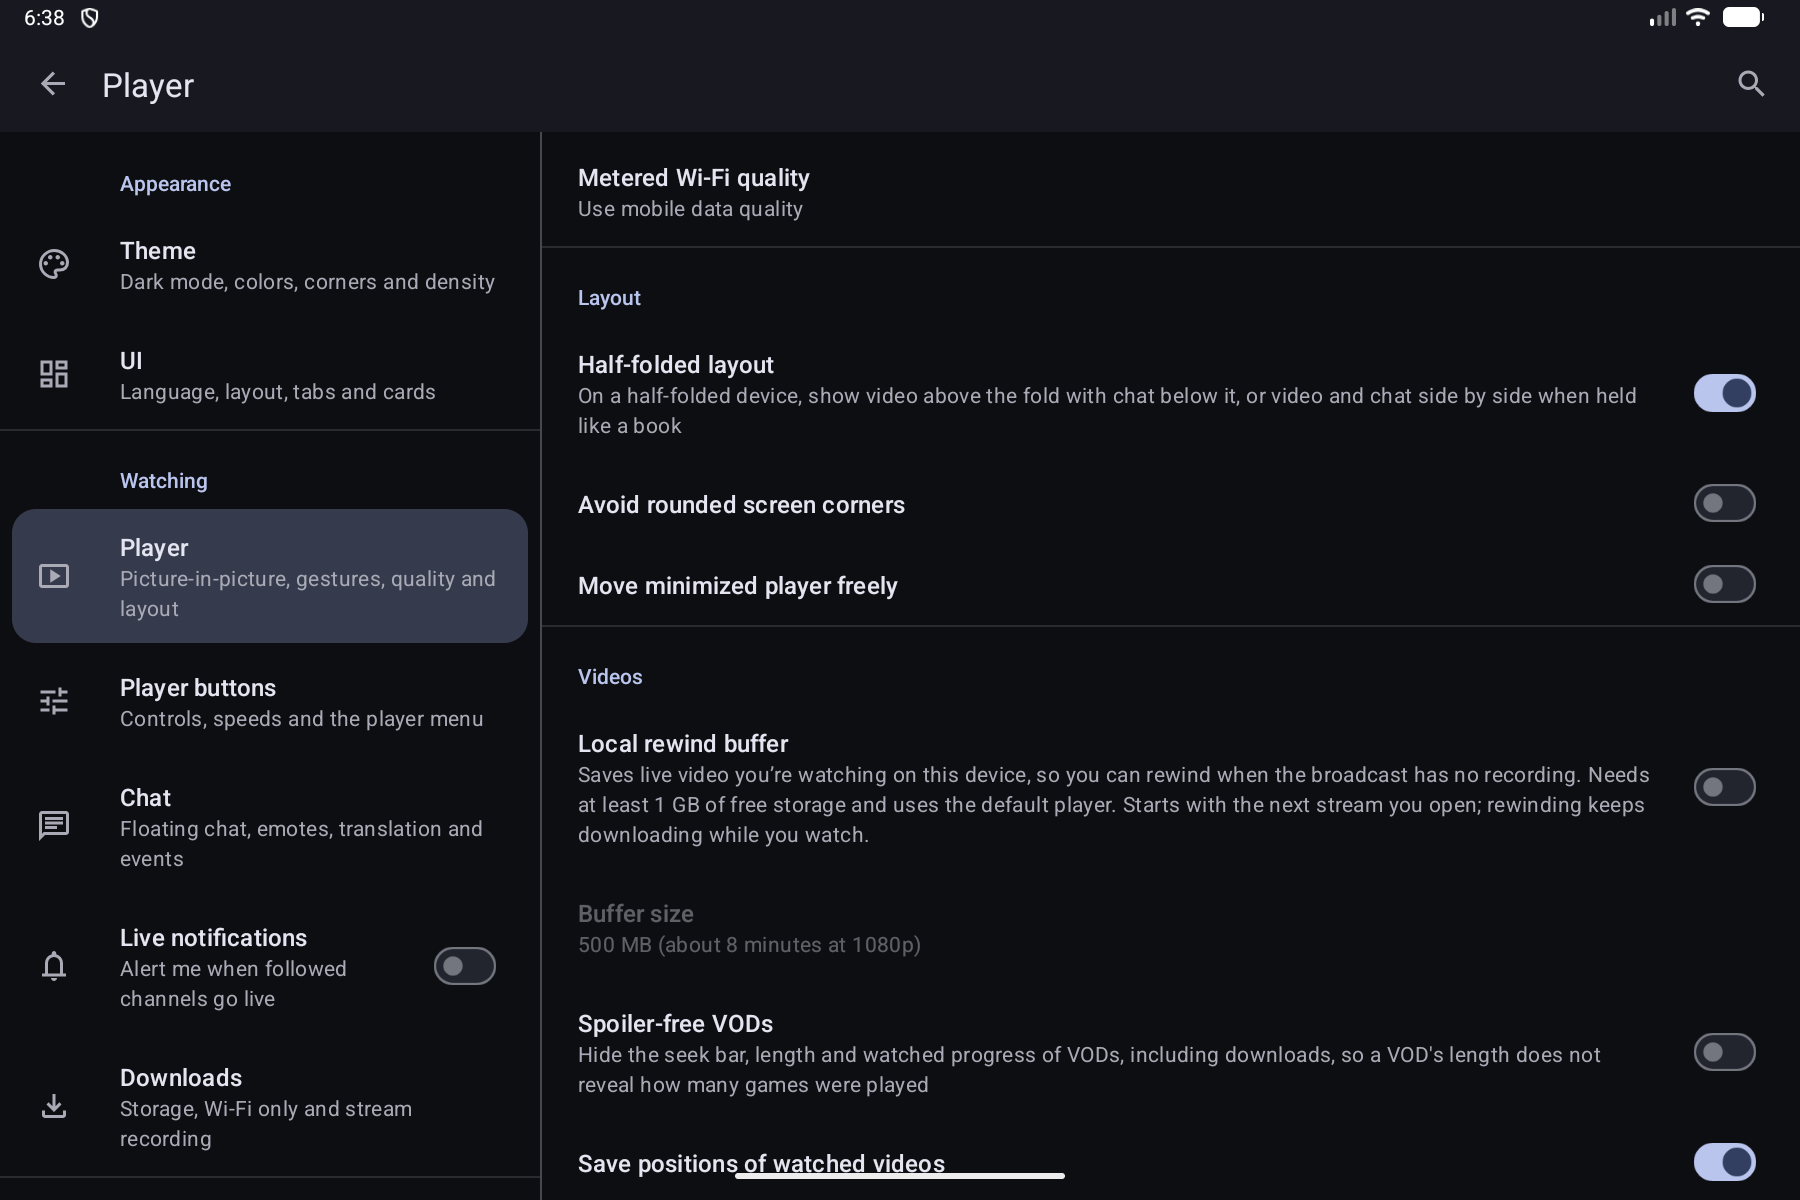 6:38
Player
Appearance
Theme
Dark mode, colors, corners and density
UI
Language, layout, tabs and cards
Watching
Player
Picture-in-picture, gestures, quality and
layout
Player buttons
Controls, speeds and the player menu
Chat
Floating chat, emotes, translation and
events
Live notifications
Alert me when followed
channels go live
Downloads
Storage, Wi-Fi only and stream
recording
Metered Wi-Fi quality
Use mobile data quality
Layout
Half-folded layout
On a half-folded device, show video above the fold with chat below it, or video and chat side by side when held
like a book
Avoid rounded screen corners
Move minimized player freely
Videos
Local rewind buffer
Saves live video you’re watching on this device, so you can rewind when the broadcast has no recording. Needs
at least 1 GB of free storage and uses the default player. Starts with the next stream you open; rewinding keeps
downloading while you watch.
Buffer size
500 MB (about 8 minutes at 1080p)
Spoiler-free VODs
Hide the seek bar, length and watched progress of VODs, including downloads, so a VOD's length does not
reveal how many games were played
Save positions of watched videos